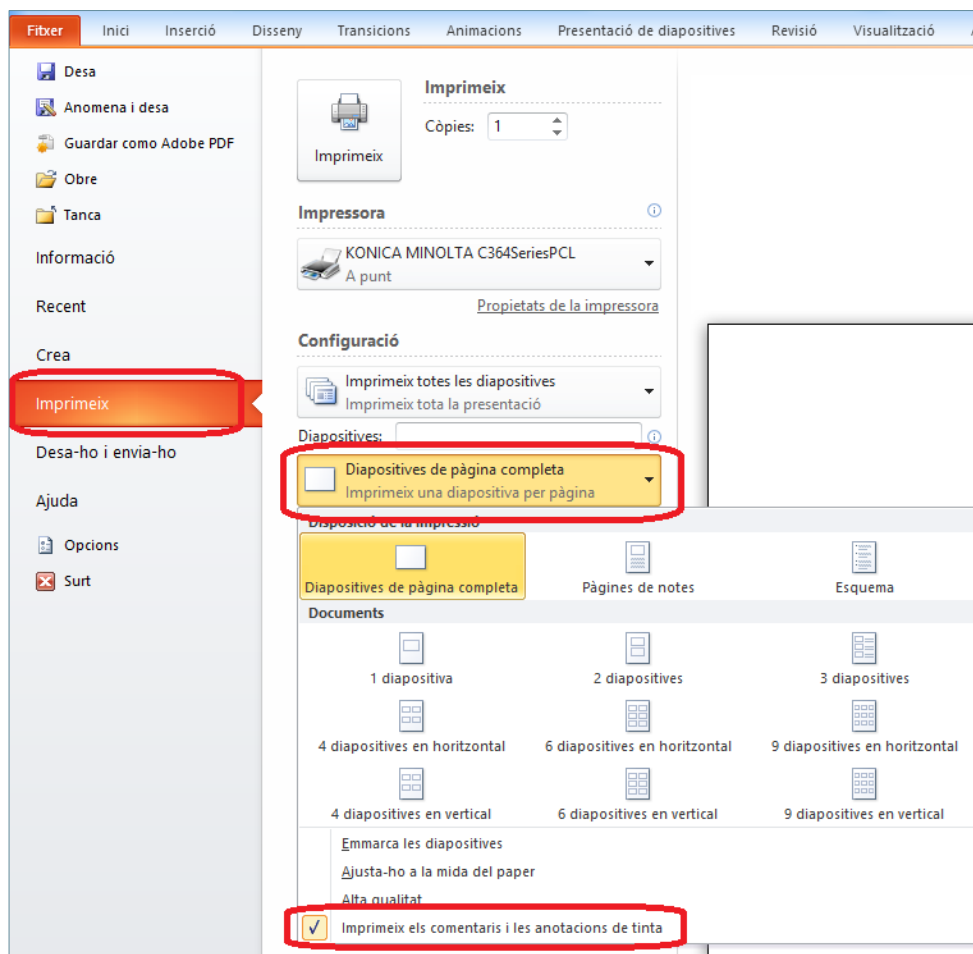 Fitxer Inici Inserció Disseny Transicions Animacions Presentació de diapositives Revisió Visualització
Desa
Anomena i desa
Guardar como Adobe PDF
Obre
Tanca
Informació
Recent
Crea
Imprimeix
Desa-ho i envia-ho
Ajuda
Opcions
Surt
Imprimeix
Imprimeix
Còpies: 1
Impressora
KONICA MINOLTA C364SeriesPCL
A punt
Propietats de la impressora
Configuració
Imprimeix totes les diapositives
Imprimeix tota la presentació
Diapositives:
Diapositives de pàgina completa
Imprimeix una diapositiva per pàgina
Disposició de la impressió
Diapositives de pàgina completa Pàgines de notes Esquema
Documents
1 diapositiva 2 diapositives 3 diapositives
4 diapositives en horitzontal 6 diapositives en horitzontal 9 diapositives en horitzontal
4 diapositives en vertical 6 diapositives en vertical 9 diapositives en vertical
Emmarca les diapositives
Ajusta-ho a la mida del paper
Alta qualitat
Imprimeix els comentaris i les anotacions de tinta